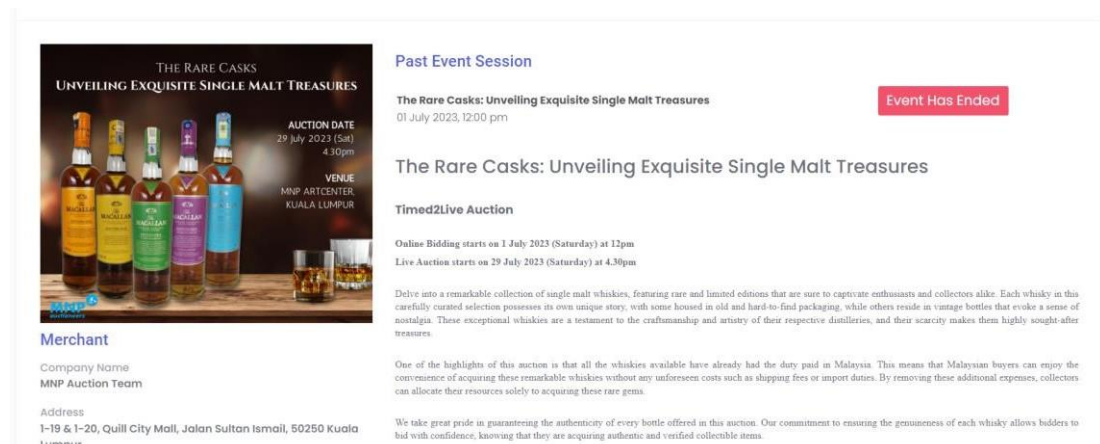 THE RARE CASKS
UNVEILING EXQUISITE SINGLE MALT TREASURES
AUCTION DATE
29 July 2023 (Sat)
4.30pm
VENUE
MNP ARTCENTER,
KUALA LUMPUR
MACALLAN
MACALLAN
MACALLAN
MACALLAN
MACALLAN
MNP
auctioneers
Merchant
Company Name
MNP Auction Team
Address
1-19 & 1-20, Quill City Mall, Jalan Sultan Ismail, 50250 Kuala
Lumpur
Past Event Session
The Rare Casks: Unveiling Exquisite Single Malt Treasures
01 July 2023, 12:00 pm
Event Has Ended
The Rare Casks: Unveiling Exquisite Single Malt Treasures
Timed2Live Auction
Online Bidding starts on 1 July 2023 (Saturday) at 12pm
Live Auction starts on 29 July 2023 (Saturday) at 4.30pm
Delve into a remarkable collection of single malt whiskies, featuring rare and limited editions that are sure to captivate enthusiasts and collectors alike. Each whisky in this
carefully curated selection possesses its own unique story, with some housed in old and hard-to-find packaging, while others reside in vintage bottles that evoke a sense of
nostalgia. These exceptional whiskies are a testament to the craftsmanship and artistry of their respective distilleries, and their scarcity makes them highly sought-after
treasures.
One of the highlights of this auction is that all the whiskies available have already had the duty paid in Malaysia. This means that Malaysian buyers can enjoy the
convenience of acquiring these remarkable whiskies without any unforeseen costs such as shipping fees or import duties. By removing these additional expenses, collectors
can allocate their resources solely to acquiring these rare gems.
We take great pride in guaranteeing the authenticity of every bottle offered in this auction. Our commitment to ensuring the genuineness of each whisky allows bidders to
bid with confidence, knowing that they are acquiring authentic and verified collectible items.